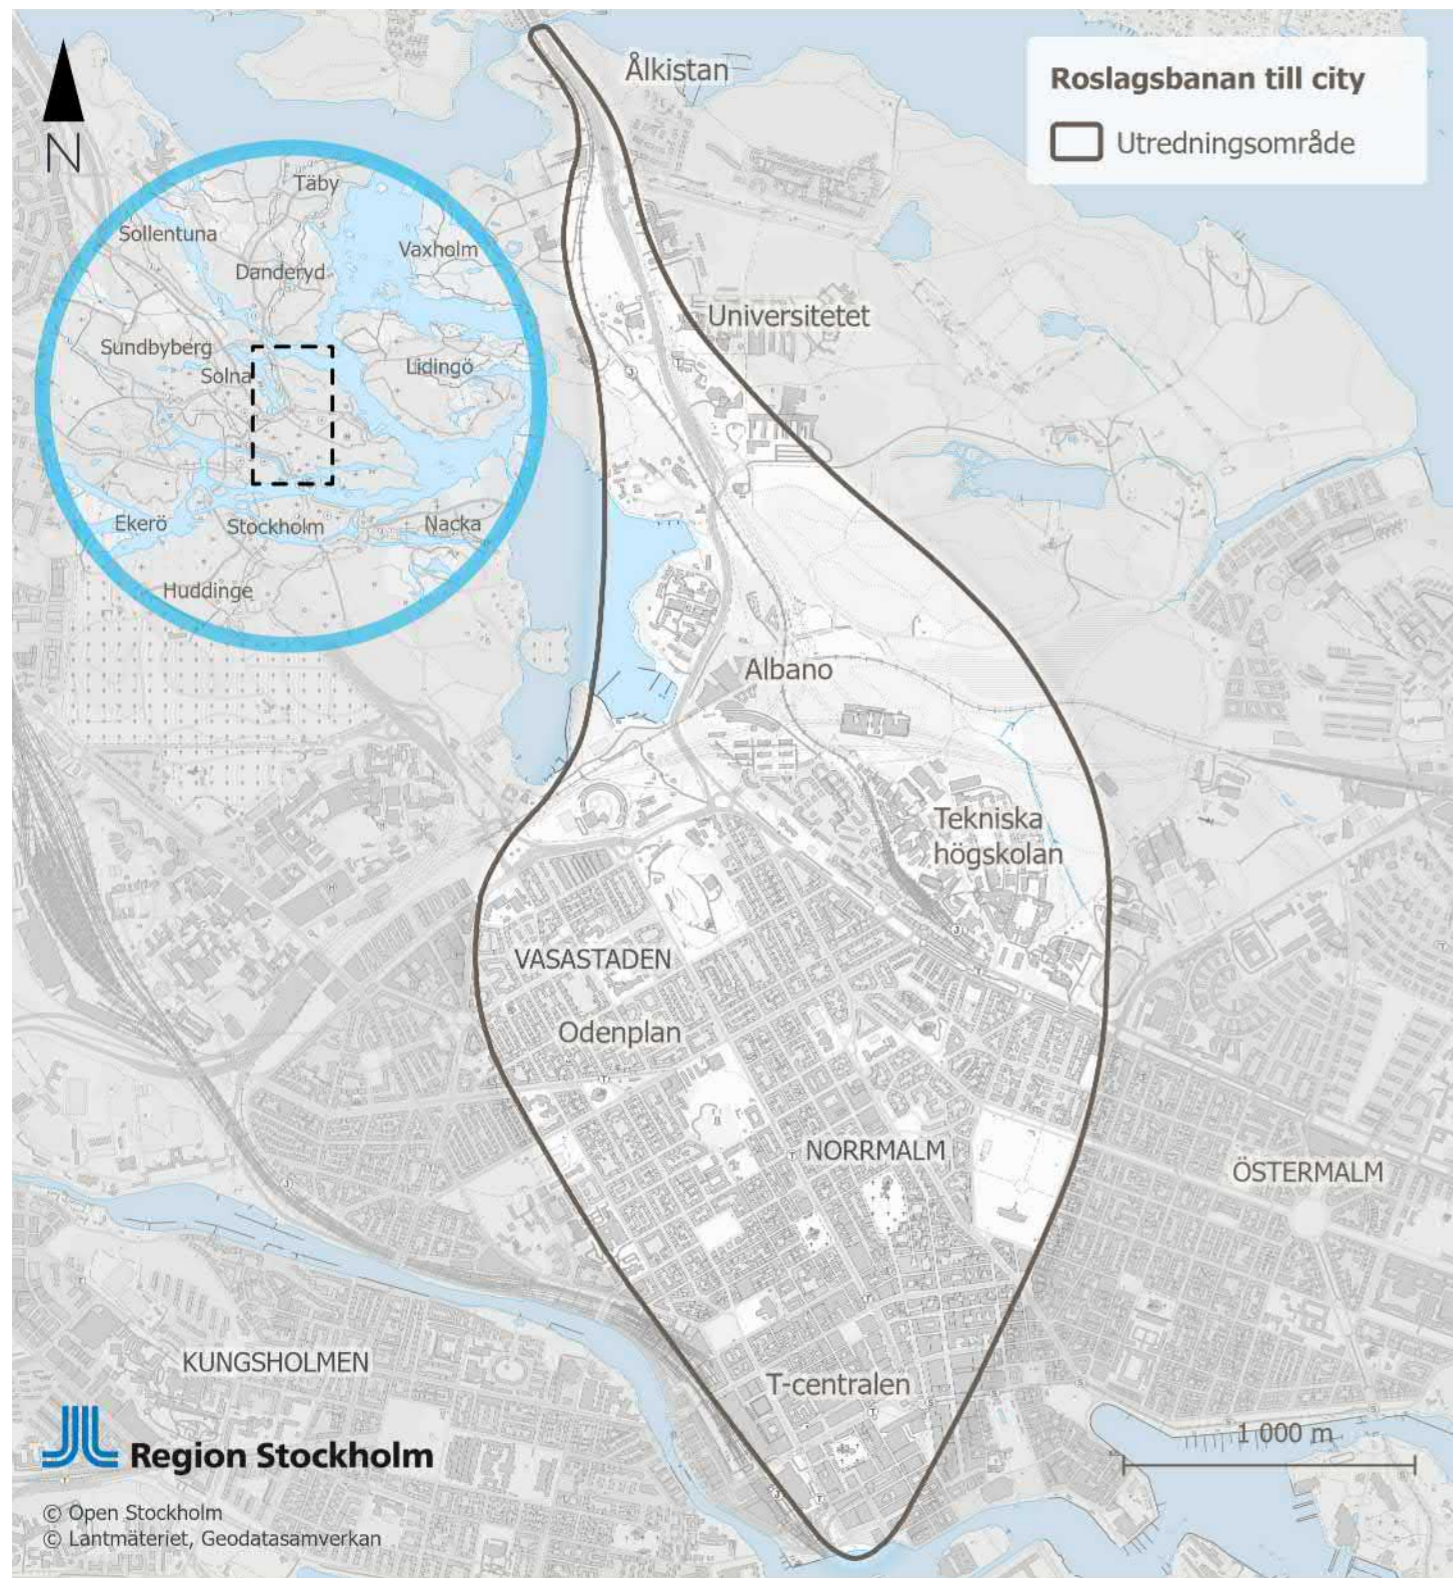 N
Ålkistan
Roslagsbanan till city
Utredningsområde
Täby
Sollentuna
Vaxholm
Danderyd
Sundbyberg
Solna
Lidingö
Ekerö
Stockholm
Nacka
Huddinge
Universitetet
Albano
Tekniska
högskolan
VASASTADEN
Odenplan
NORRMALM
ÖSTERMALM
KUNGSHOLMEN
T-centralen
1 000 m
Region Stockholm
© Open Stockholm
© Lantmäteriet, Geodatasamverkan